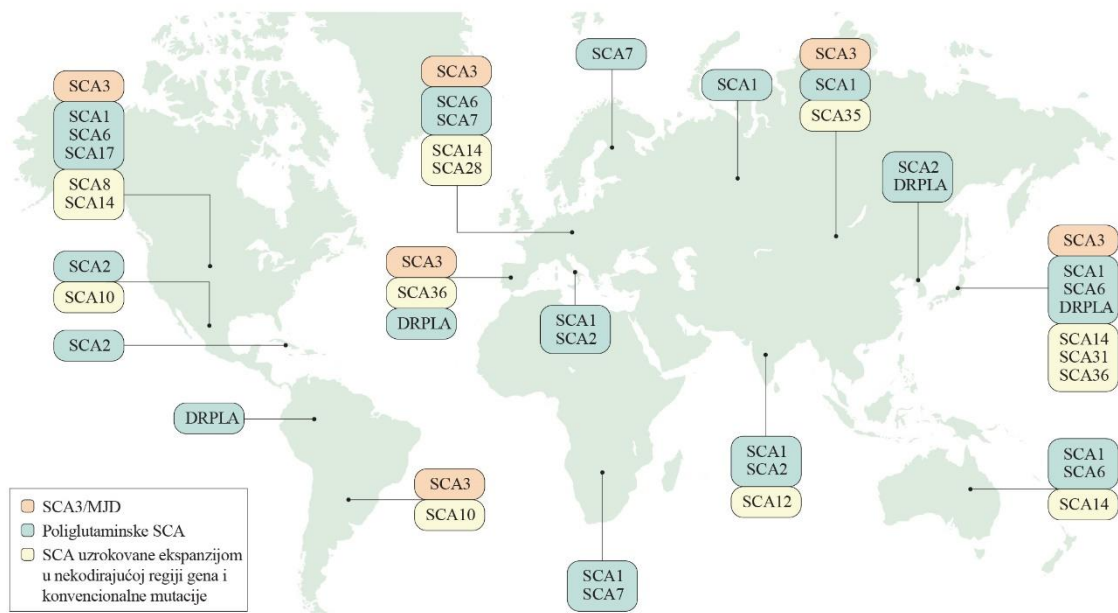 SCA3
SCA1
SCA6
SCA17
SCA8
SCA14
SCA2
SCA10
SCA2
DRPLA
SCA3
SCA10
SCA3
SCA6
SCA7
SCA14
SCA28
SCA3
SCA36
DRPLA
SCA7
SCA1
SCA2
SCA1
SCA7
SCA1
SCA3
SCA1
SCA35
SCA2
DRPLA
SCA1
SCA2
SCA12
SCA3
SCA1
SCA6
DRPLA
SCA14
SCA31
SCA36
SCA1
SCA6
SCA14
SCA3/MJD
Poliglutaminske SCA
SCA uzrokovane ekspanzijom
u nekodirajućoj regiji gena i
konvencionalne mutacije